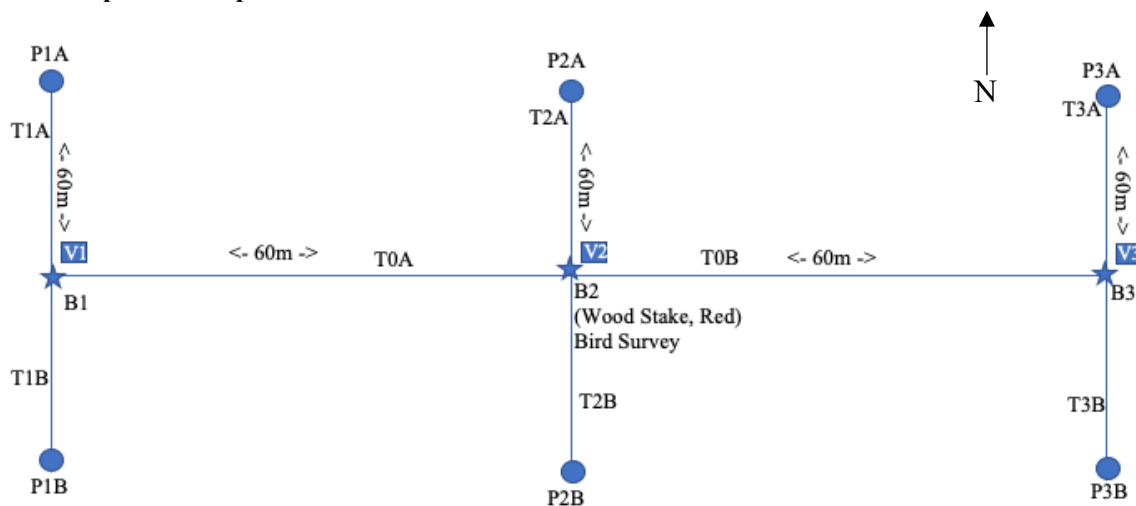 P1A
P2A
P3A
N
T1A
T2A
T3A
<- 60m ->
<- 60m ->
<- 60m ->
V1
V2
V3
<- 60m ->
T0A
T0B
<- 60m ->
B1
B2
B3
(Wood Stake, Red)
Bird Survey
T1B
T2B
T3B
P1B
P2B
P3B